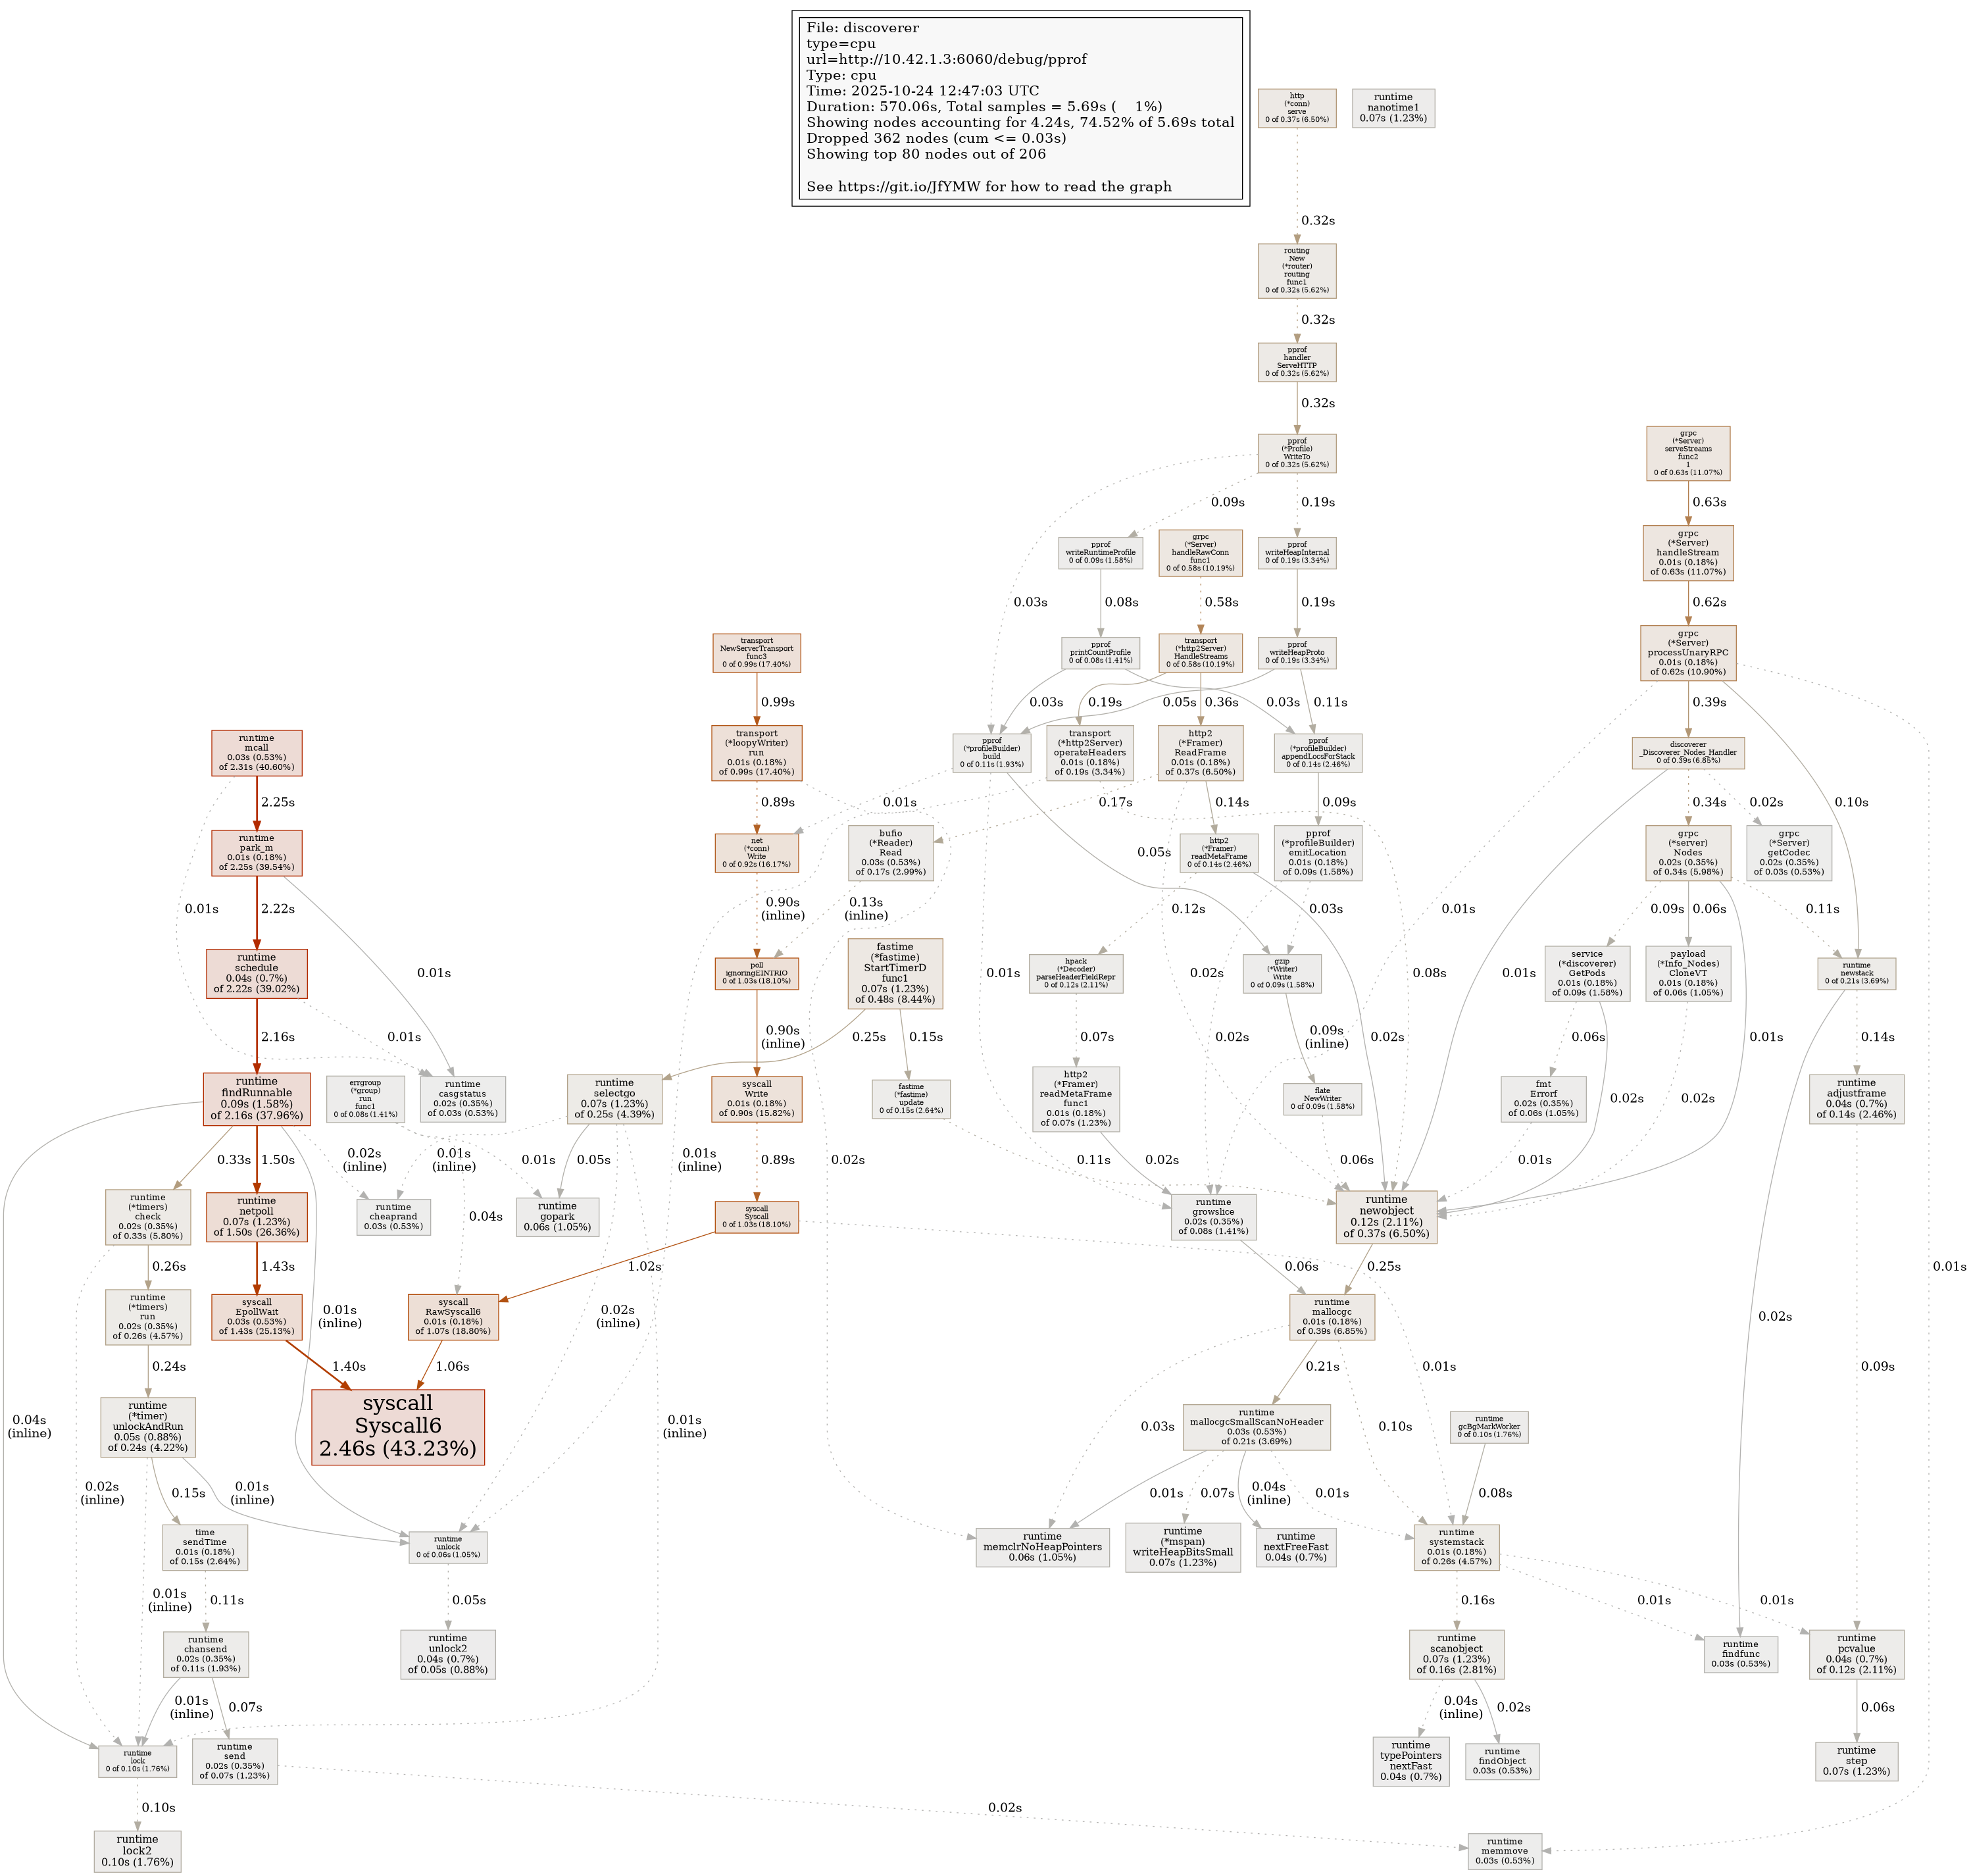 File: discoverer
type=cpu
url=http://10.42.1.3:6060/debug/pprof
Type: cpu
Time: 2025-10-24 12:47:03 UTC
Duration: 570.06s, Total samples = 5.69s (    1%)
Showing nodes accounting for 4.24s, 74.52% of 5.69s total
Dropped 362 nodes (cum <= 0.03s)
Showing top 80 nodes out of 206
See https://git.io/JfYMW for how to read the graph
http
(*conn)
serve
0 of 0.37s (6.50%)
runtime
nanotime1
0.07s (1.23%)
0.32s
routing
New
(*router)
routing
func1
0 of 0.32s (5.62%)
0.32s
pprof
handler
ServeHTTP
0 of 0.32s (5.62%)
0.32s
pprof
(*Profile)
WriteTo
0 of 0.32s (5.62%)
grpc
(*Server)
serveStreams
func2
1
0 of 0.63s (11.07%)
0.03s
0.09s
0.19s
0.63s
pprof
writeRuntimeProfile
0 of 0.09s (1.58%)
grpc
(*Server)
handleRawConn
func1
0 of 0.58s (10.19%)
pprof
writeHeapInternal
0 of 0.19s (3.34%)
grpc
(*Server)
handleStream
0.01s (0.18%)
of 0.63s (11.07%)
0.08s
0.58s
0.19s
0.62s
transport
NewServerTransport
func3
0 of 0.99s (17.40%)
pprof
printCountProfile
0 of 0.08s (1.41%)
transport
(*http2Server)
HandleStreams
0 of 0.58s (10.19%)
pprof
writeHeapProto
0 of 0.19s (3.34%)
grpc
(*Server)
processUnaryRPC
0.01s (0.18%)
of 0.62s (10.90%)
0.99s
0.03s
0.19s
0.36s
0.05s
0.03s
0.11s
0.39s
runtime
mcall
0.03s (0.53%)
of 2.31s (40.60%)
transport
(*loopyWriter)
run
0.01s (0.18%)
of 0.99s (17.40%)
pprof
(*profileBuilder)
build
0 of 0.11s (1.93%)
transport
(*http2Server)
operateHeaders
0.01s (0.18%)
of 0.19s (3.34%)
http2
(*Framer)
ReadFrame
0.01s (0.18%)
of 0.37s (6.50%)
pprof
(*profileBuilder)
appendLocsForStack
0 of 0.14s (2.46%)
discoverer
_Discoverer_Nodes_Handler
0 of 0.39s (6.85%)
2.25s
0.89s
0.01s
0.17s
0.14s
0.09s
0.01s
0.34s
0.02s
0.10s
runtime
park_m
0.01s (0.18%)
of 2.25s (39.54%)
net
(*conn)
Write
0 of 0.92s (16.17%)
bufio
(*Reader)
Read
0.03s (0.53%)
of 0.17s (2.99%)
0.05s
http2
(*Framer)
readMetaFrame
0 of 0.14s (2.46%)
pprof
(*profileBuilder)
emitLocation
0.01s (0.18%)
of 0.09s (1.58%)
grpc
(*server)
Nodes
0.02s (0.35%)
of 0.34s (5.98%)
grpc
(*Server)
getCodec
0.02s (0.35%)
of 0.03s (0.53%)
0.01s
2.22s
0.90s
(inline)
0.13s
(inline)
0.12s
0.03s
0.09s
0.06s
0.11s
runtime
schedule
0.04s (0.7%)
of 2.22s (39.02%)
0.01s
poll
ignoringEINTRIO
0 of 1.03s (18.10%)
fastime
(*fastime)
StartTimerD
func1
0.07s (1.23%)
of 0.48s (8.44%)
hpack
(*Decoder)
parseHeaderFieldRepr
0 of 0.12s (2.11%)
gzip
(*Writer)
Write
0 of 0.09s (1.58%)
0.01s
0.02s
0.08s
service
(*discoverer)
GetPods
0.01s (0.18%)
of 0.09s (1.58%)
payload
(*Info_Nodes)
CloneVT
0.01s (0.18%)
of 0.06s (1.05%)
runtime
newstack
0 of 0.21s (3.69%)
2.16s
0.01s
0.90s
(inline)
0.25s
0.15s
0.07s
0.02s
0.09s
(inline)
0.02s
0.01s
0.01s
0.06s
0.14s
runtime
findRunnable
0.09s (1.58%)
of 2.16s (37.96%)
errgroup
(*group)
run
func1
0 of 0.08s (1.41%)
runtime
casgstatus
0.02s (0.35%)
of 0.03s (0.53%)
runtime
selectgo
0.07s (1.23%)
of 0.25s (4.39%)
syscall
Write
0.01s (0.18%)
of 0.90s (15.82%)
fastime
(*fastime)
update
0 of 0.15s (2.64%)
http2
(*Framer)
readMetaFrame
func1
0.01s (0.18%)
of 0.07s (1.23%)
flate
NewWriter
0 of 0.09s (1.58%)
fmt
Errorf
0.02s (0.35%)
of 0.06s (1.05%)
0.02s
0.02s
runtime
adjustframe
0.04s (0.7%)
of 0.14s (2.46%)
0.33s
1.50s
0.02s
(inline)
0.01s
(inline)
0.01s
0.05s
0.01s
(inline)
0.89s
0.02s
0.11s
0.02s
0.06s
0.01s
runtime
(*timers)
check
0.02s (0.35%)
of 0.33s (5.80%)
runtime
netpoll
0.07s (1.23%)
of 1.50s (26.36%)
runtime
cheaprand
0.03s (0.53%)
0.04s
runtime
gopark
0.06s (1.05%)
syscall
Syscall
0 of 1.03s (18.10%)
runtime
growslice
0.02s (0.35%)
of 0.08s (1.41%)
runtime
newobject
0.12s (2.11%)
of 0.37s (6.50%)
0.26s
1.43s
1.02s
0.06s
0.25s
0.01s
runtime
(*timers)
run
0.02s (0.35%)
of 0.26s (4.57%)
syscall
EpollWait
0.03s (0.53%)
of 1.43s (25.13%)
0.01s
(inline)
syscall
RawSyscall6
0.01s (0.18%)
of 1.07s (18.80%)
0.02s
(inline)
runtime
mallocgc
0.01s (0.18%)
of 0.39s (6.85%)
0.02s
0.24s
1.40s
1.06s
0.21s
0.01s
0.09s
0.04s
(inline)
runtime
(*timer)
unlockAndRun
0.05s (0.88%)
of 0.24s (4.22%)
syscall
Syscall6
2.46s (43.23%)
0.01s
(inline)
0.03s
runtime
mallocgcSmallScanNoHeader
0.03s (0.53%)
of 0.21s (3.69%)
0.10s
runtime
gcBgMarkWorker
0 of 0.10s (1.76%)
0.02s
(inline)
0.15s
0.01s
(inline)
0.01s
0.07s
0.04s
(inline)
0.01s
0.08s
time
sendTime
0.01s (0.18%)
of 0.15s (2.64%)
runtime
unlock
0 of 0.06s (1.05%)
runtime
memclrNoHeapPointers
0.06s (1.05%)
runtime
(*mspan)
writeHeapBitsSmall
0.07s (1.23%)
runtime
nextFreeFast
0.04s (0.7%)
runtime
systemstack
0.01s (0.18%)
of 0.26s (4.57%)
0.01s
(inline)
0.11s
0.05s
0.16s
0.01s
0.01s
runtime
chansend
0.02s (0.35%)
of 0.11s (1.93%)
runtime
unlock2
0.04s (0.7%)
of 0.05s (0.88%)
runtime
scanobject
0.07s (1.23%)
of 0.16s (2.81%)
runtime
findfunc
0.03s (0.53%)
runtime
pcvalue
0.04s (0.7%)
of 0.12s (2.11%)
0.01s
(inline)
0.07s
0.04s
(inline)
0.02s
0.06s
runtime
lock
0 of 0.10s (1.76%)
runtime
send
0.02s (0.35%)
of 0.07s (1.23%)
runtime
typePointers
nextFast
0.04s (0.7%)
runtime
findObject
0.03s (0.53%)
runtime
step
0.07s (1.23%)
0.10s
0.02s
runtime
lock2
0.10s (1.76%)
runtime
memmove
0.03s (0.53%)